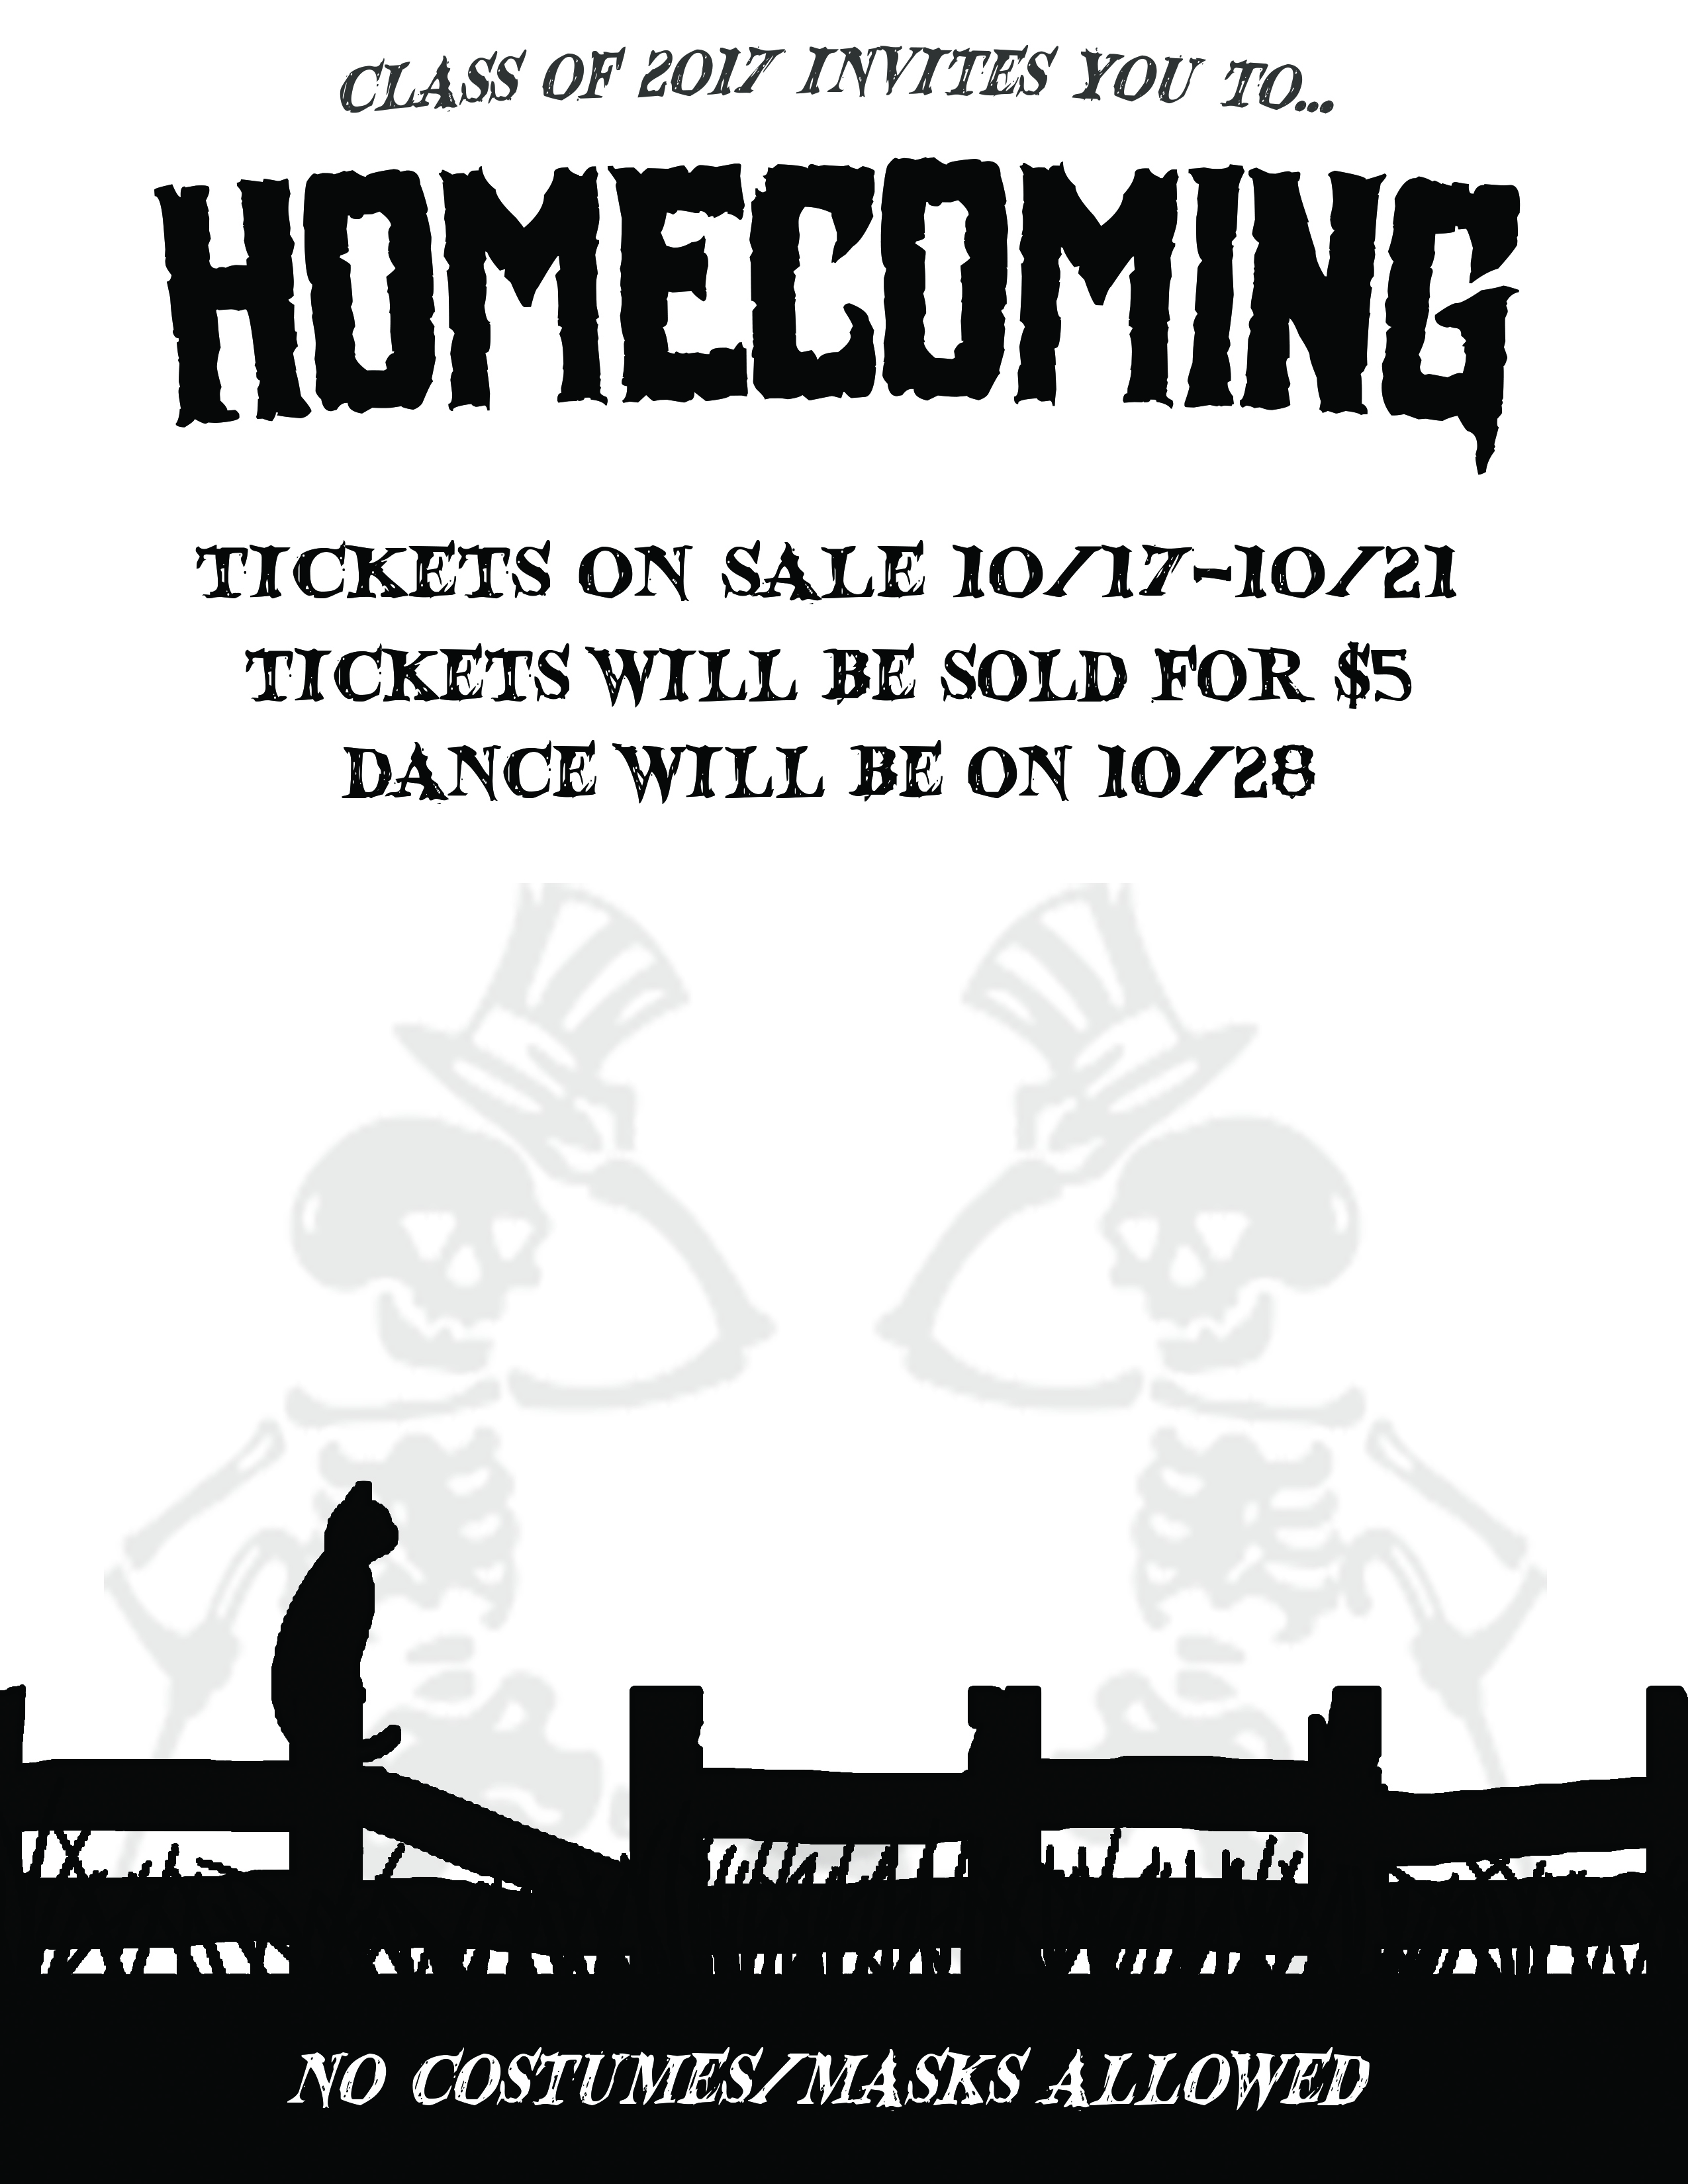 CLASS OF 2017 INVITES YOU TO...
HOMECOMING
TICKETS ON SALE 10/17-10/21
TICKETS WILL BE SOLD FOR $5
DANCE WILL BE ON 10/28
NO COSTUMES/MASKS ALLOWED